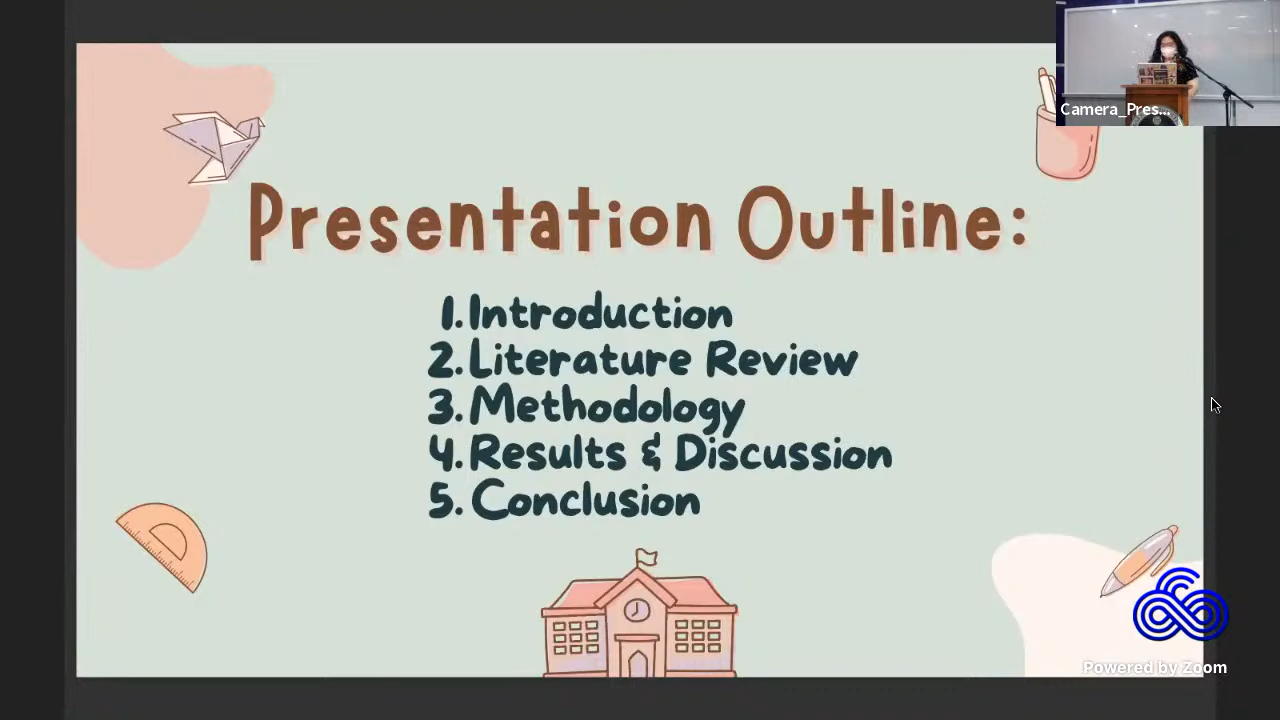 Camera_Pres...
Presentation Outline:
1. Introduction
2. Literature Review
3. Methodology
4. Results & Discussion
5. Conclusion
Powered by Zoom